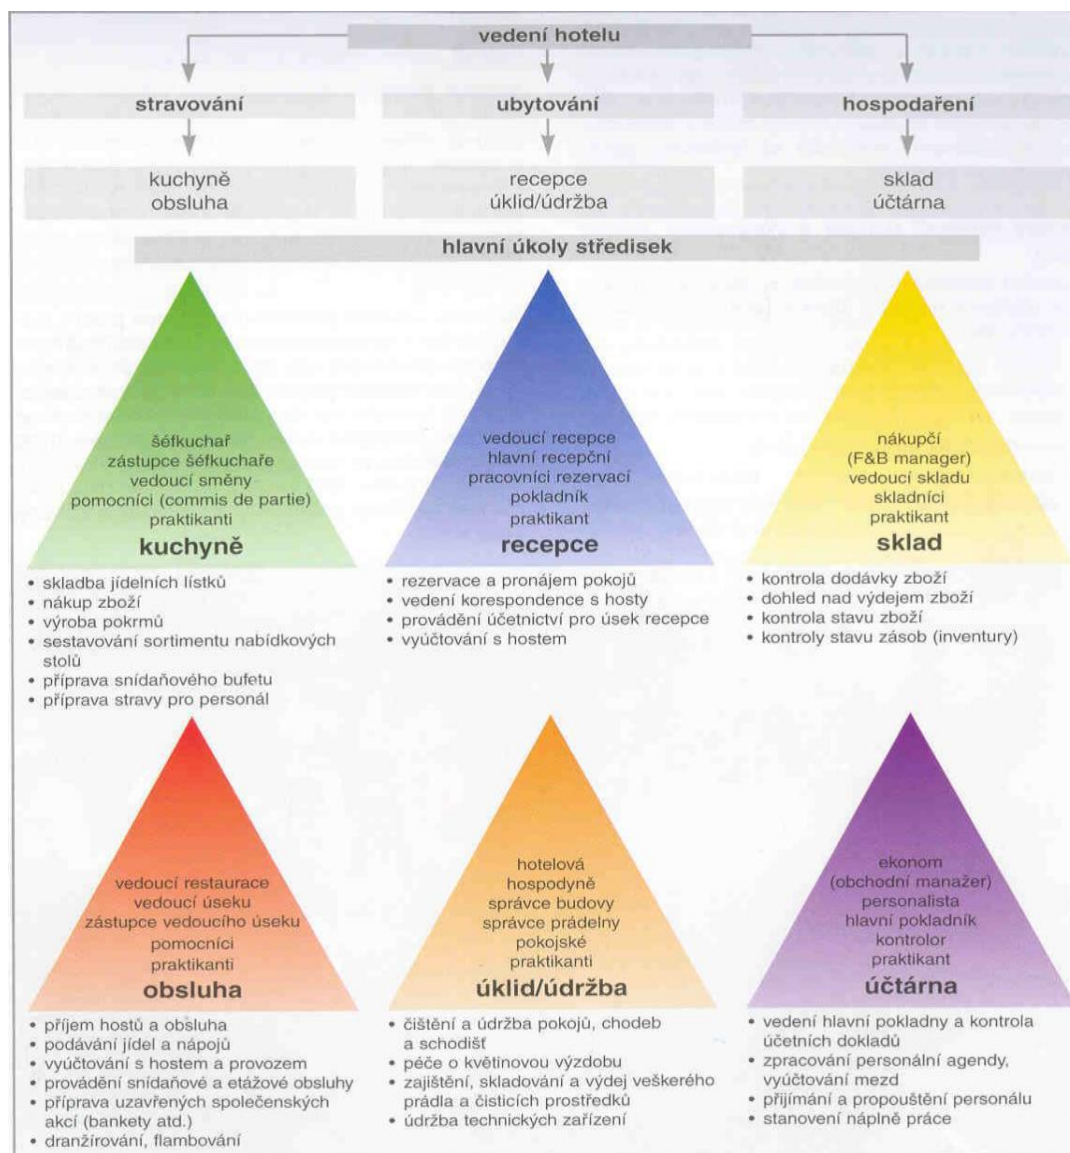 vedení hotelu
stravování
ubytování
hospodaření
kuchyně
obsluha
recepce
úklid/údržba
sklad
účtárna
hlavní úkoly středisek
šéfkuchař
zástupce šéfkuchaře
vedoucí směny
pomocníci (commis de partie)
praktikanti
kuchyně
• skladba jídelních lístků
• nákup zboží
• výroba pokrmů
• sestavování sortimentu nabídkových
stolů
• příprava snídaňového bufetu
• příprava stravy pro personál
vedoucí recepce
hlavní recepční
pracovníci rezervací
pokladník
praktikant
recepce
• rezervace a pronájem pokojů
• vedení korespondence s hosty
• provádění účetnictví pro úsek recepce
• vyúčtování s hostem
nákupčí
(F&B manager)
vedoucí skladu
skladníci
praktikant
sklad
• kontrola dodávky zboží
• dohled nad výdejem zboží
• kontrola stavu zboží
• kontroly stavu zásob (inventury)
vedoucí restaurace
vedoucí úseku
zástupce vedoucího úseku
pomocníci
praktikanti
obsluha
• příjem hostů a obsluha
• podávání jídel a nápojů
• vyúčtování s hostem a provozem
• provádění snídaňové a etážové obsluhy
• příprava uzavřených společenských
akcí (bankety atd.)
• dranžírování, flambování
hotelová
hospodyně
správce budovy
správce prádelny
pokojské
praktikanti
úklid/údržba
• čištění a údržba pokojů, chodeb
a schodišť
• péče o květinovou výzdobu
• zajištění, skladování a výdej veškerého
prádla a čisticích prostředků
• údržba technických zařízení
ekonom
(obchodní manažer)
personalista
hlavní pokladník
kontrolor
praktikant
účtárna
• vedení hlavní pokladny a kontrola
účetních dokladů
• zpracování personální agendy,
vyúčtování mezd
• přijímání a propouštění personálu
• stanovení náplně práce